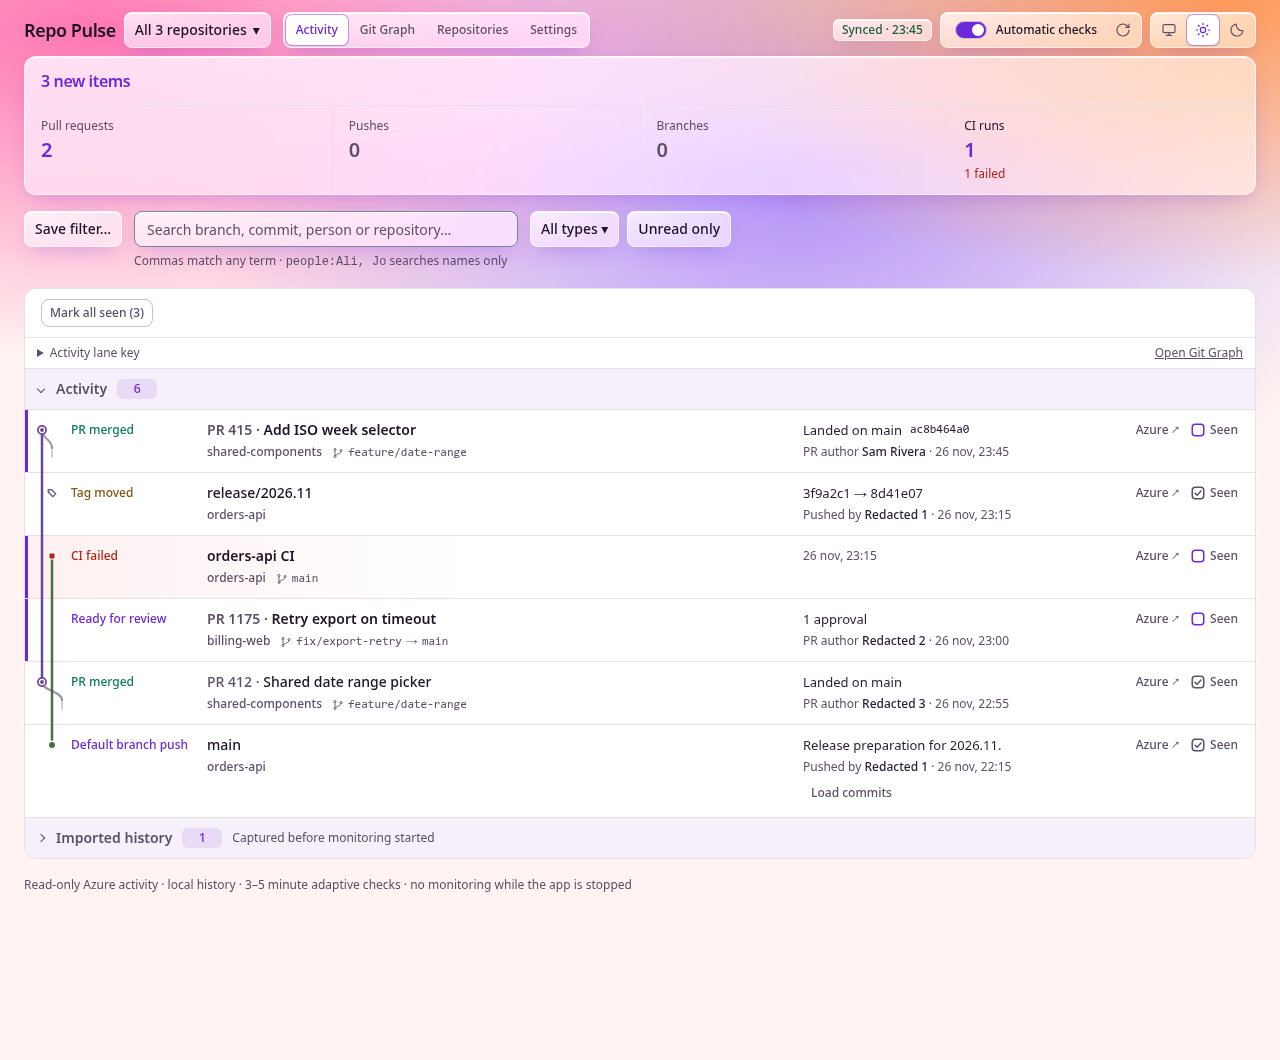 Repo Pulse
All 3 repositories ▾
Activity Git Graph Repositories Settings
Synced · 23:45
Automatic checks
3 new items
Pull requests
2
Pushes
0
Branches
0
CI runs
1
1 failed
Save filter...
Search branch, commit, person or repository...
All types ▾
Unread only
Commas match any term · people:Ali, Jo searches names only
Mark all seen (3)
▶ Activity lane key
Open Git Graph
Activity 6
PR merged
PR 415 · Add ISO week selector
shared-components feature/date-range
Landed on main ac8b464a0
PR author Sam Rivera · 26 nov, 23:45
Azure ↗ Seen
Tag moved
release/2026.11
orders-api
3f9a2c1 → 8d41e07
Pushed by Redacted 1 · 26 nov, 23:15
Azure ↗ Seen
CI failed
orders-api CI
orders-api main
26 nov, 23:15
Azure ↗ Seen
Ready for review
PR 1175 · Retry export on timeout
billing-web fix/export-retry → main
1 approval
PR author Redacted 2 · 26 nov, 23:00
Azure ↗ Seen
PR merged
PR 412 · Shared date range picker
shared-components feature/date-range
Landed on main
PR author Redacted 3 · 26 nov, 22:55
Azure ↗ Seen
Default branch push
main
orders-api
Release preparation for 2026.11.
Pushed by Redacted 1 · 26 nov, 22:15
Load commits
Azure ↗ Seen
Imported history 1 Captured before monitoring started
Read-only Azure activity · local history · 3–5 minute adaptive checks · no monitoring while the app is stopped